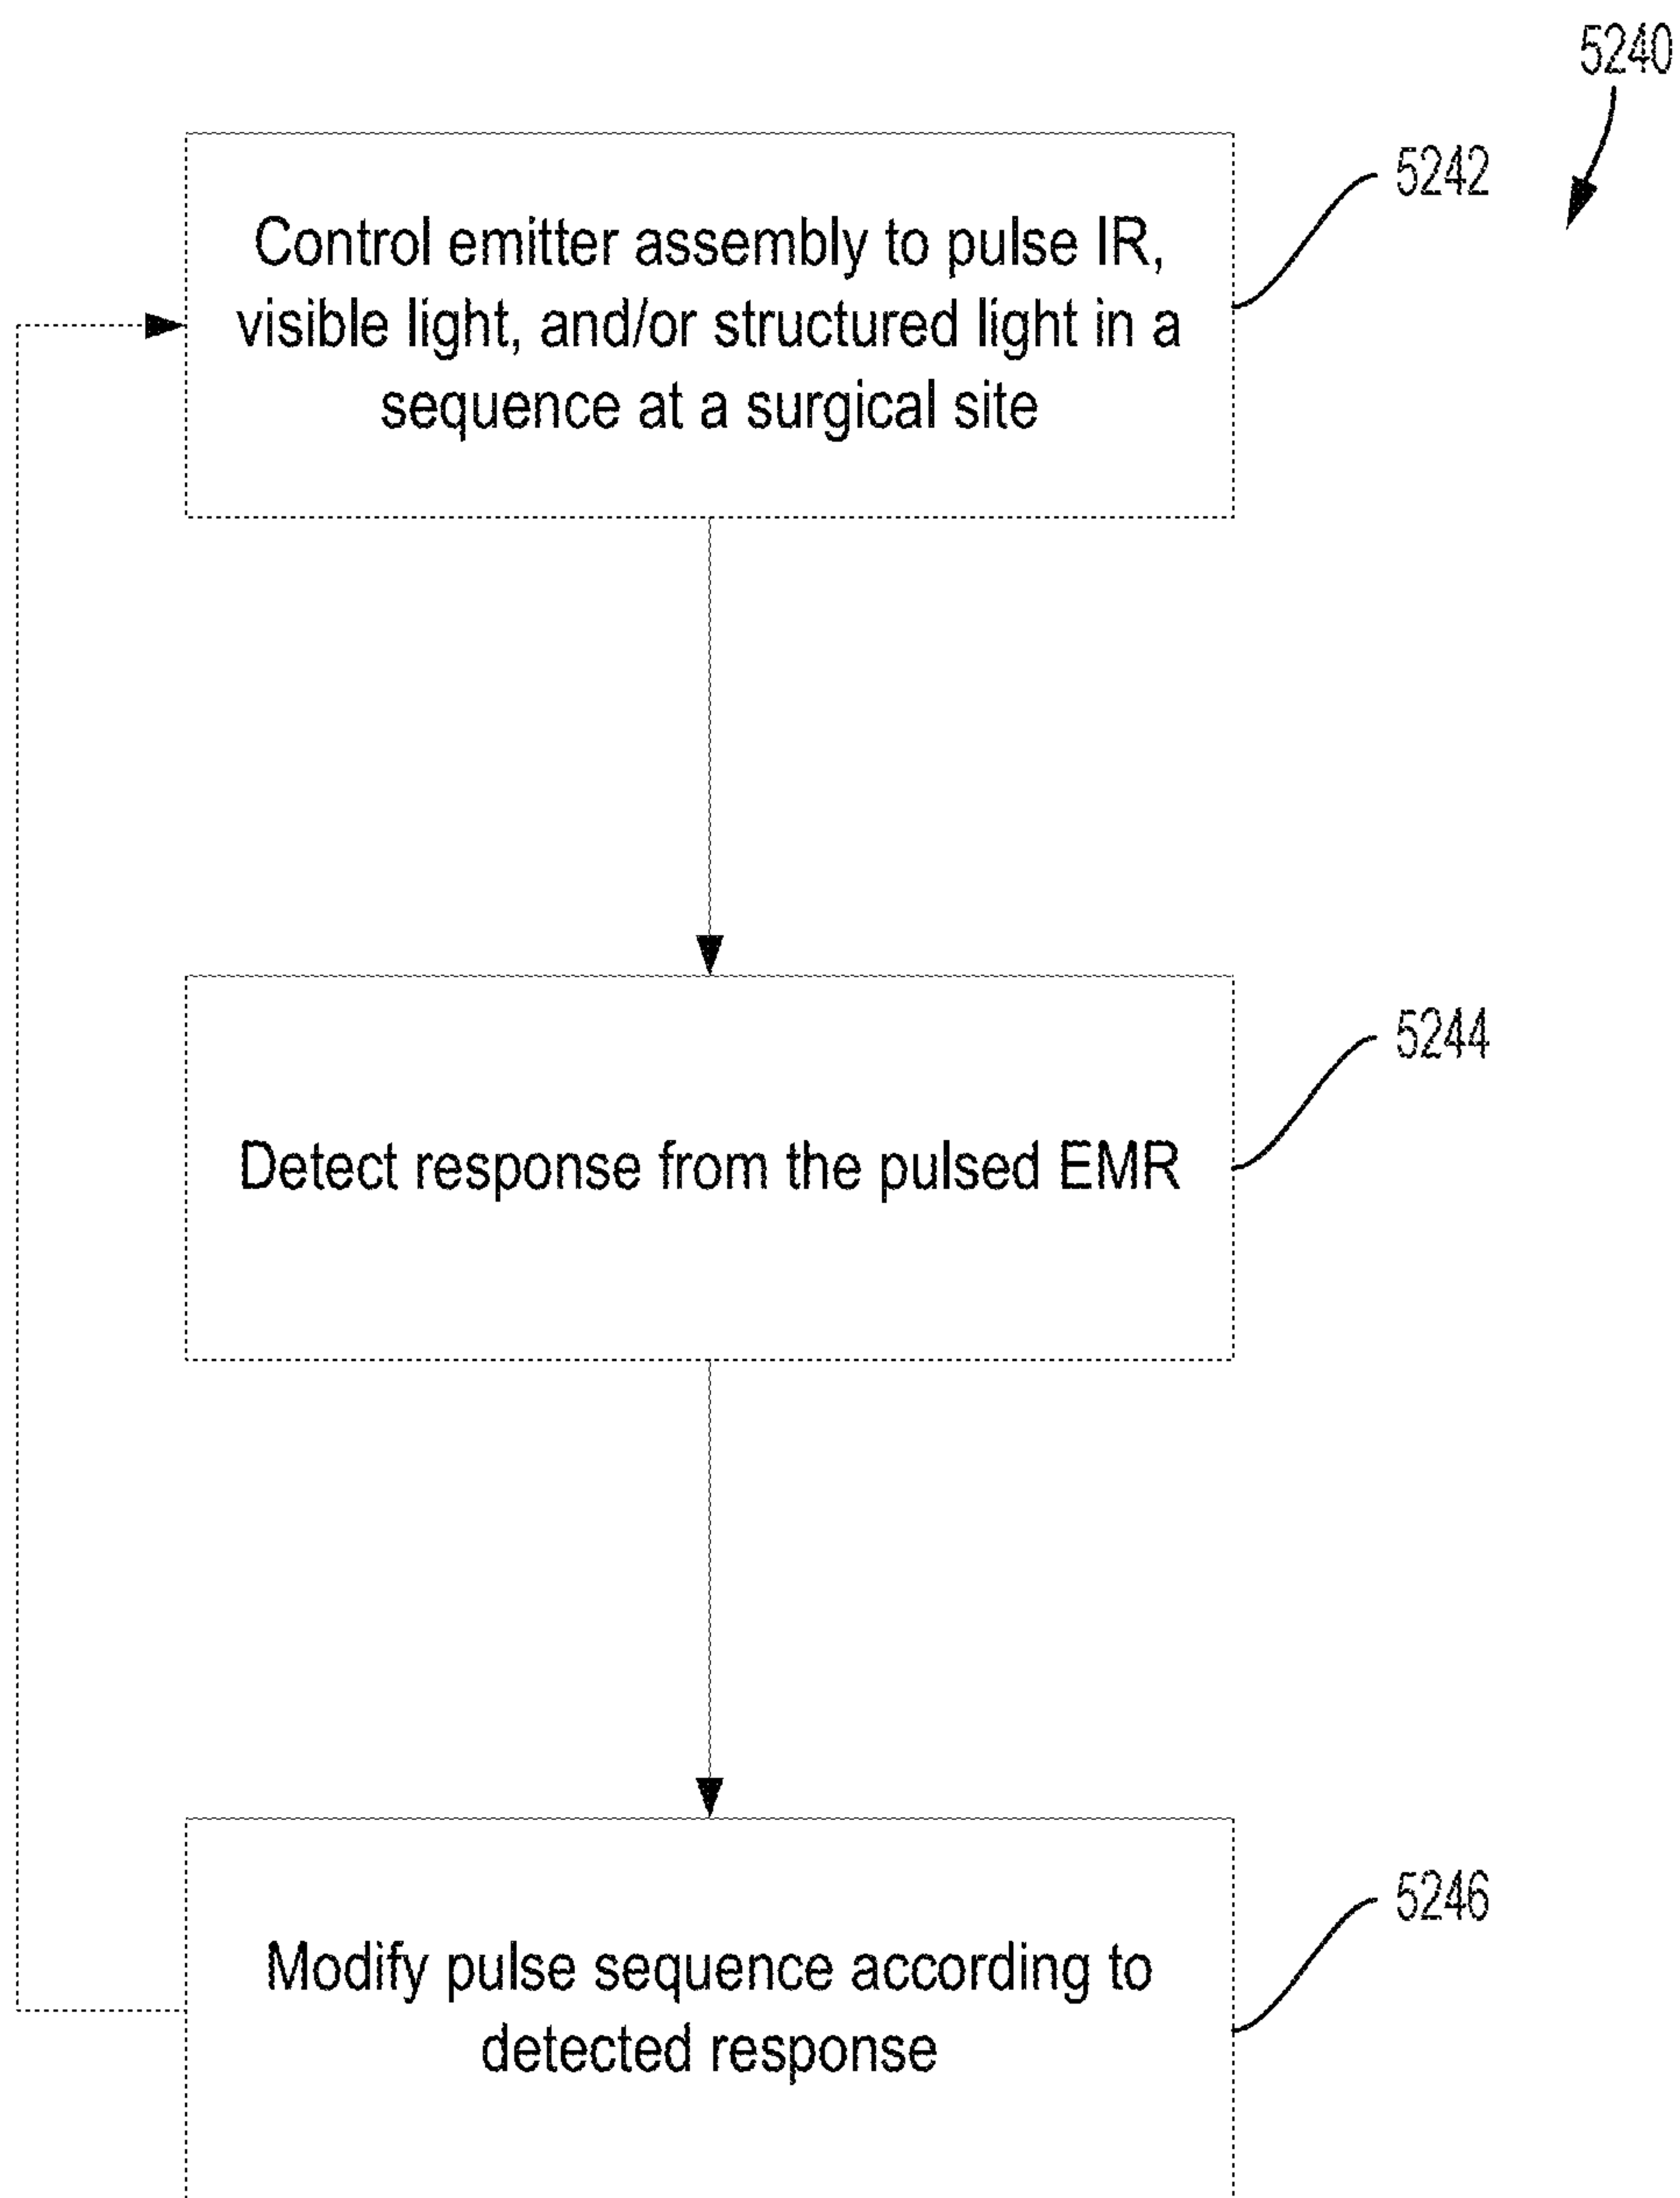 5240
5242
Control emitter assembly to pulse IR,
visible light, and/or structured light in a
sequence at a surgical site
5244
Detect response from the pulsed EMR
5246
Modify pulse sequence according to
detected response